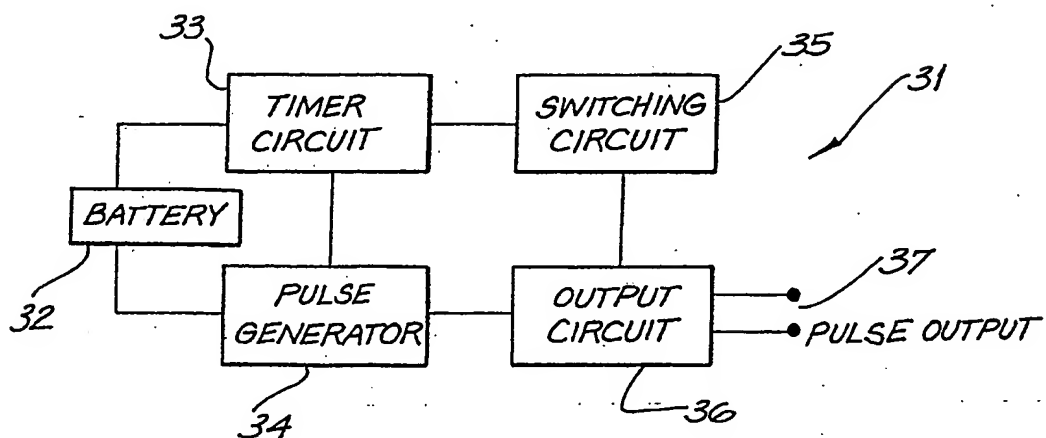 33
35
31
TIMER
CIRCUIT
SWITCHING
CIRCUIT
BATTERY
32
PULSE
GENERATOR
OUTPUT
CIRCUIT
37
PULSE OUTPUT
34
36